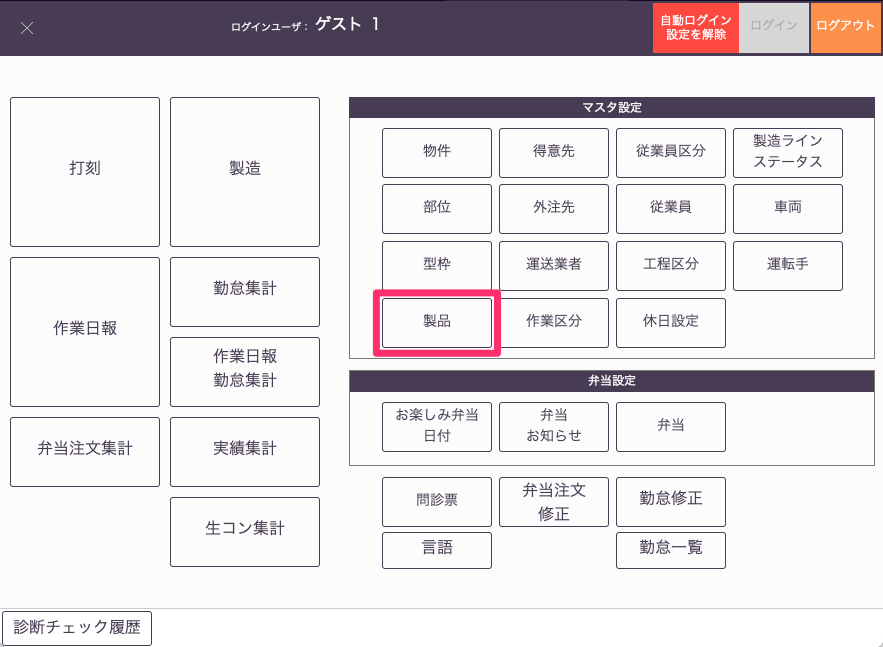 ログインユーザ： ゲスト 1
自動ログイン
設定を解除
ログイン
ログアウト
打刻
製造
作業日報
勤怠集計
作業日報
勤怠集計
弁当注文集計
実績集計
生コン集計
マスタ設定
物件
得意先
従業員区分
製造ライン
ステータス
部位
外注先
従業員
車両
型枠
運送業者
工程区分
運転手
製品
作業区分
休日設定
弁当設定
お楽しみ弁当
日付
弁当
お知らせ
弁当
問診票
弁当注文
修正
勤怠修正
言語
勤怠一覧
診断チェック履歴